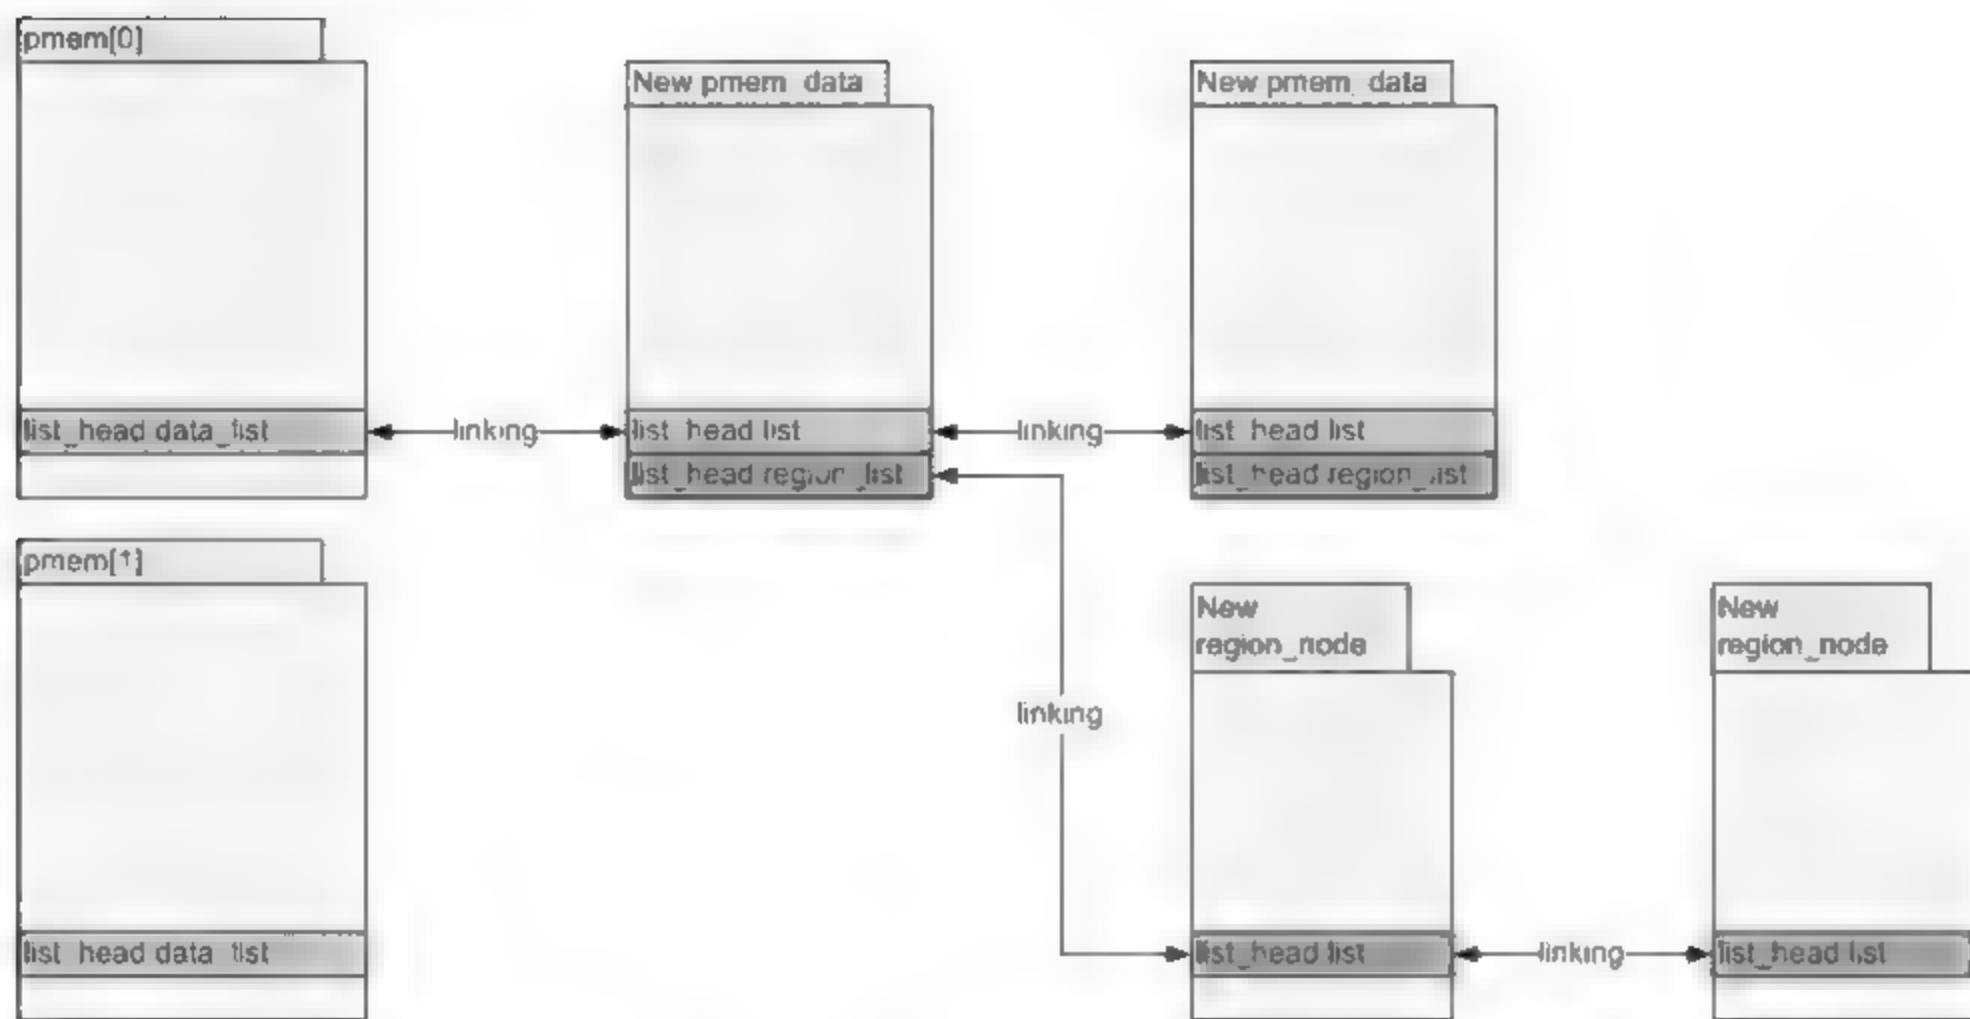 pmem[0]
New pmem_data
New pmem_data
list_head data_list
linking
list_head list
linking
list_head list
list_head region_list
list_head region_list
pmem[1]
New
region_node
New
region_node
linking
list_head data_list
list_head list
linking
list_head list